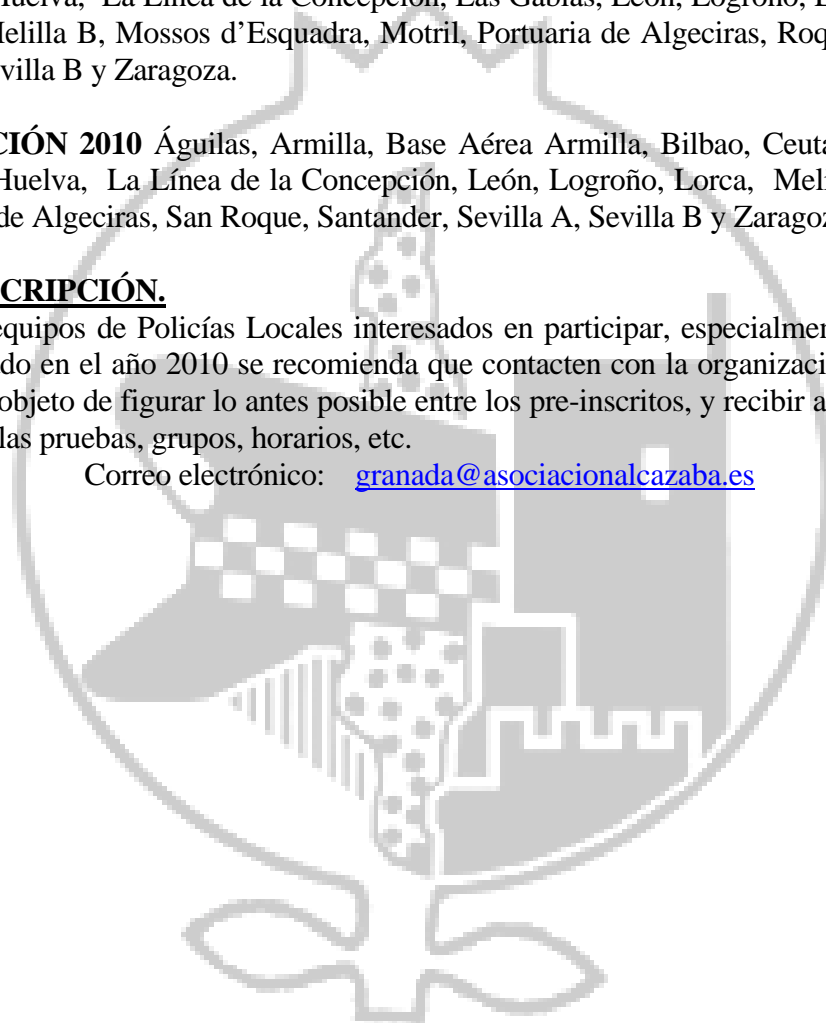 Huelva, La Línea de la Concepción, Las Gabias, León, Logroño,
Melilla B, Mossos d’Esquadra, Motril, Portuaria de Algeciras, Roq
villa B y Zaragoza.
CIÓN 2010 Águilas, Armilla, Base Aérea Armilla, Bilbao, Ceuta
Huelva, La Línea de la Concepción, León, Logroño, Lorca, Meli
de Algeciras, San Roque, Santander, Sevilla A, Sevilla B y Zaragoz
CRIPCIÓN.
equipos de Policías Locales interesados en participar, especialmen
do en el año 2010 se recomienda que contacten con la organizaci
objeto de figurar lo antes posible entre los pre-inscritos, y recibir a
las pruebas, grupos, horarios, etc.
Correo electrónico: granada@asociacionalcazaba.es